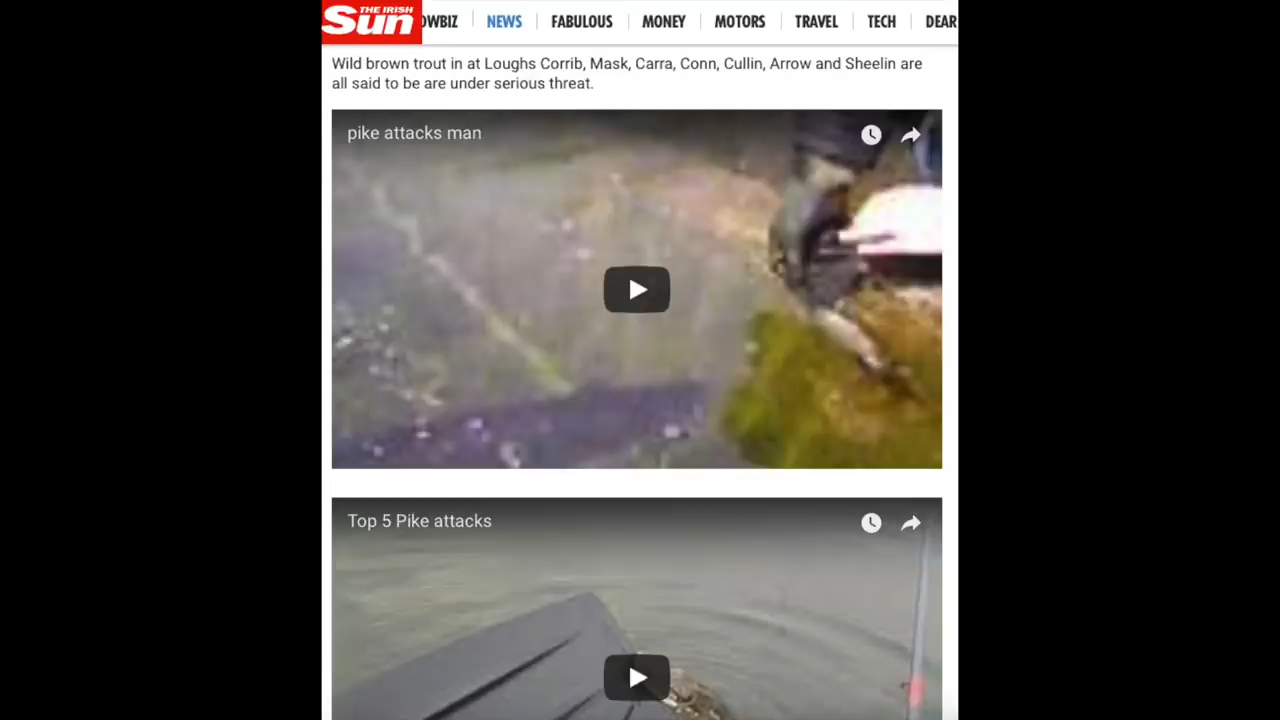 THE IRISH
Sun
OWBIZ NEWS FABULOUS MONEY MOTORS TRAVEL TECH DEAR
Wild brown trout in at Loughs Corrib, Mask, Carra, Conn, Cullin, Arrow and Sheelin are
all said to be are under serious threat.
pike attacks man
Top 5 Pike attacks